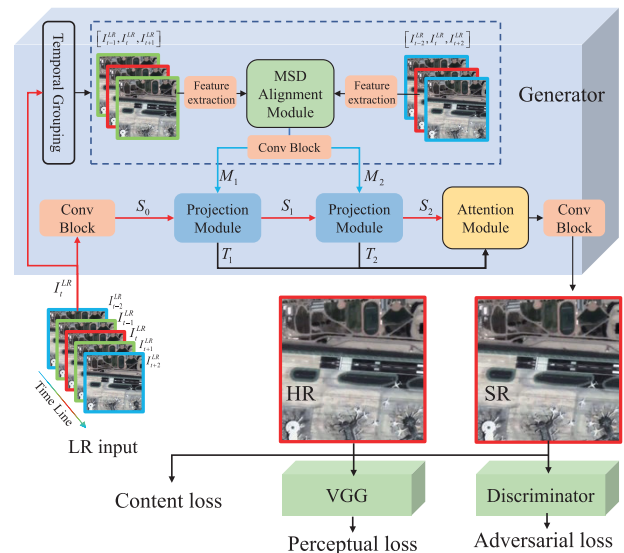 Temporal Grouping
[I_{t-1}^{LR}, I_t^{LR}, I_{t+1}^{LR}]
[I_{t-2}^{LR}, I_t^{LR}, I_{t+2}^{LR}]
Feature
extraction
MSD
Alignment
Module
Feature
extraction
Generator
Conv Block
M_1
M_2
Conv
Block
S_0
Projection
Module
S_1
Projection
Module
S_2
Attention
Module
Conv
Block
T_1
T_2
I_t^{LR}
I_{t-2}^{LR}
I_{t-1}^{LR}
I_t^{LR}
I_{t+1}^{LR}
I_{t+2}^{LR}
Time Line
LR input
HR
SR
Content loss
VGG
Discriminator
Perceptual loss
Adversarial loss